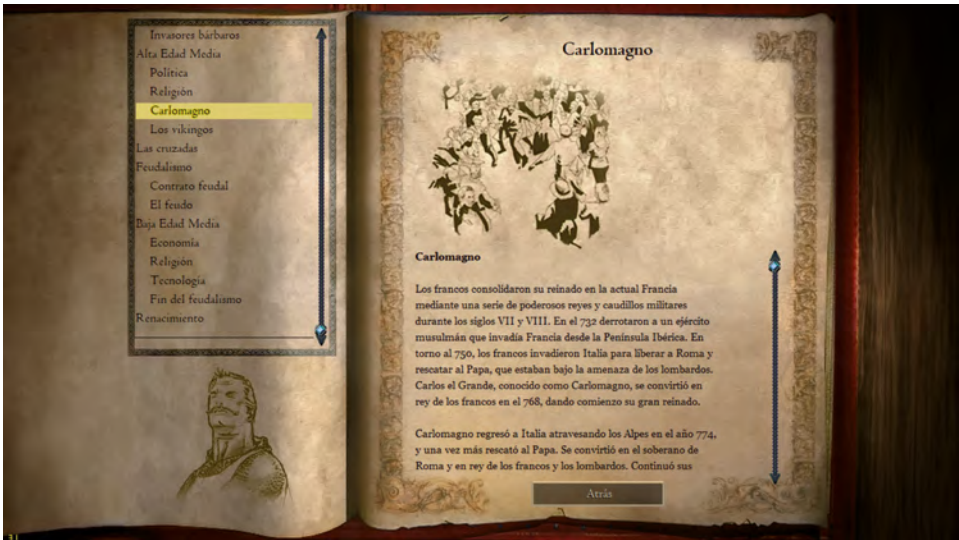 Invasores bárbaros
Alta Edad Media
Política
Religión
Carlomagno
Los vikingos
Las cruzadas
Feudalismo
Contrato feudal
El feudo
Baja Edad Media
Economía
Religión
Tecnología
Fin del feudalismo
Renacimiento
Carlomagno
Carlomagno
Los francos consolidaron su reinado en la actual Francia
mediante una serie de poderosos reyes y caudillos militares
durante los siglos VII y VIII. En el 732 derrotaron a un ejército
musulmán que invadía Francia desde la Península Ibérica. En
torno al 750, los francos invadieron Italia para liberar a Roma y
rescatar al Papa, que estaban bajo la amenaza de los lombardos.
Carlos el Grande, conocido como Carlomagno, se convirtió en
rey de los francos en el 768, dando comienzo su gran reinado.
Carlomagno regresó a Italia atravesando los Alpes en el año 774,
y una vez más rescató al Papa. Se convirtió en el soberano de
Roma y en rey de los francos y los lombardos. Continuó sus
Atrás
31